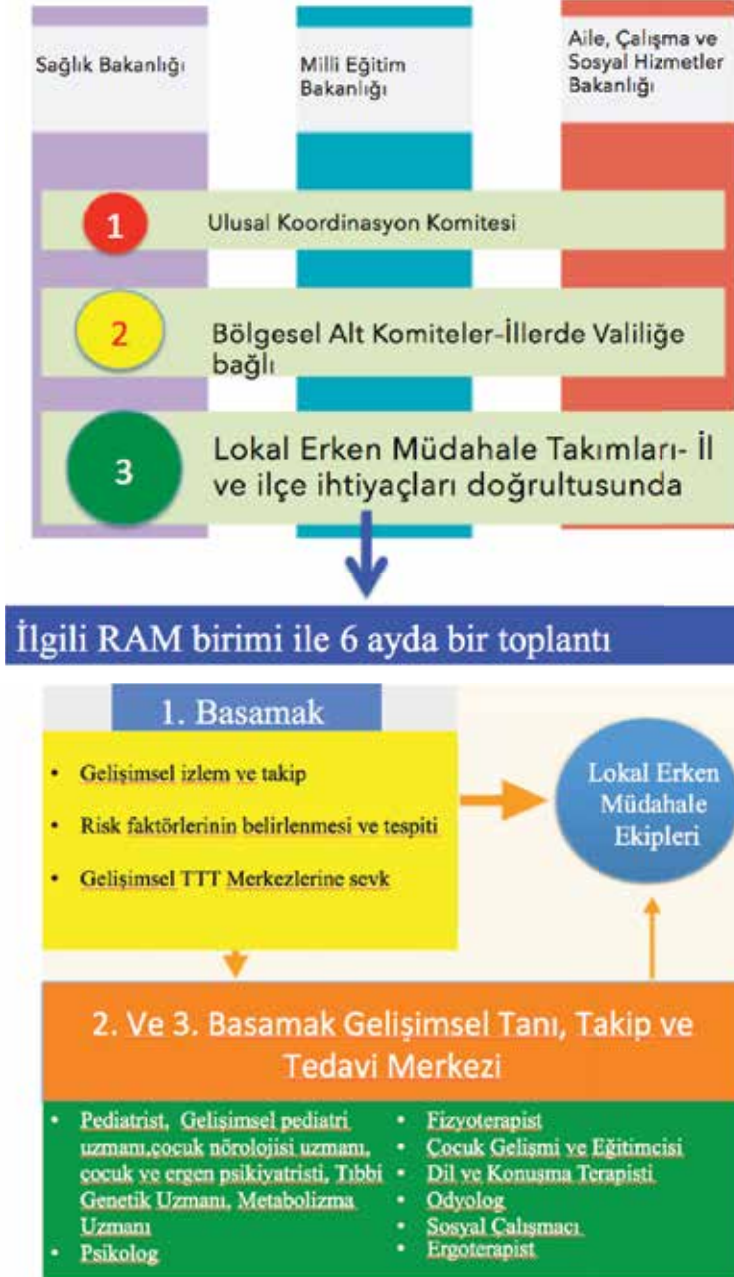 Sağlık Bakanlığı
Milli Eğitim
Bakanlığı
Aile, Çalışma ve
Sosyal Hizmetler
Bakanlığı
1
Ulusal Koordinasyon Komitesi
2
Bölgesel Alt Komiteler-İllerde Valiliğe
bağlı
3
Lokal Erken Müdahale Takımları- İl
ve ilçe ihtiyaçları doğrultusunda
İlgili RAM birimi ile 6 ayda bir toplantı
1. Basamak
• Gelişimsel izlem ve takip
• Risk faktörlerinin belirlenmesi ve tespiti
• Gelişimsel TTT Merkezlerine sevk
Lokal Erken
Müdahale
Ekipleri
2. Ve 3. Basamak Gelişimsel Tanı, Takip ve
Tedavi Merkezi
• Pediatrist, Gelişimsel pediatri
uzmanı,çocuk nörolojisi uzmanı,
çocuk ve ergen psikiyatristi, Tıbbi
Genetik Uzmanı, Metabolizma
Uzmanı
• Psikolog
• Fizyoterapist
• Çocuk Gelişmi ve Eğitimcisi
• Dil ve Konuşma Terapisti
• Odyolog
• Sosyal Çalışmacı
• Ergoterapist